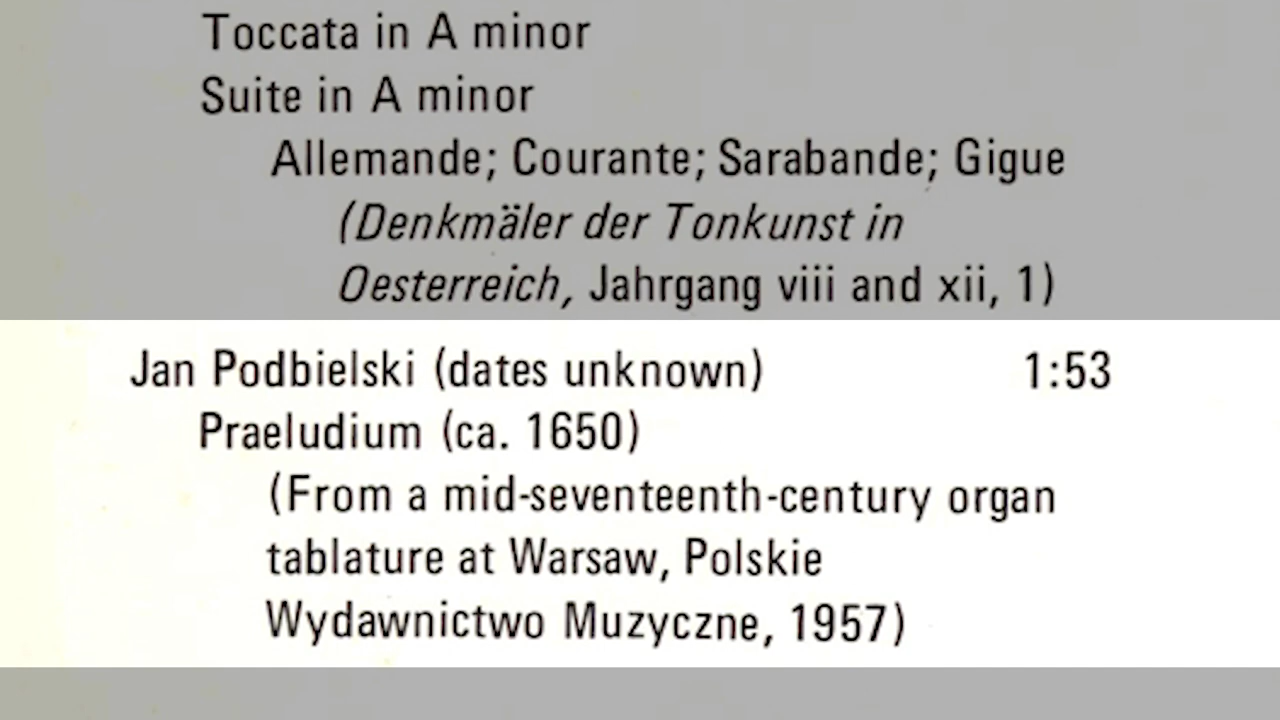 Toccata in A minor
Suite in A minor
Allemande; Courante; Sarabande; Gigue
(Denkmäler der Tonkunst in
Oesterreich, Jahrgang viii and xii, 1)
Jan Podbielski (dates unknown) 1:53
Praeludium (ca. 1650)
(From a mid-seventeenth-century organ
tablature at Warsaw, Polskie
Wydawnictwo Muzyczne, 1957)